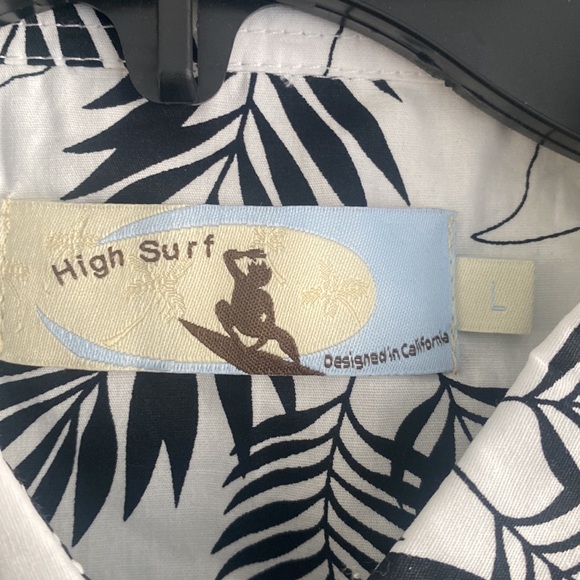 High Surf
Designed in California
L